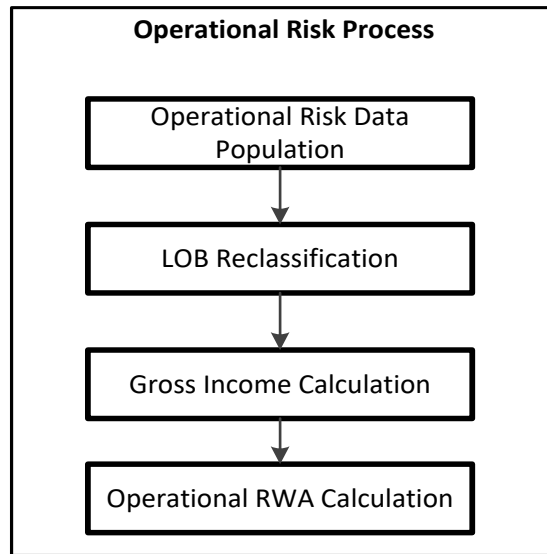 Operational Risk Process
Operational Risk Data
Population
LOB Reclassification
Gross Income Calculation
Operational RWA Calculation